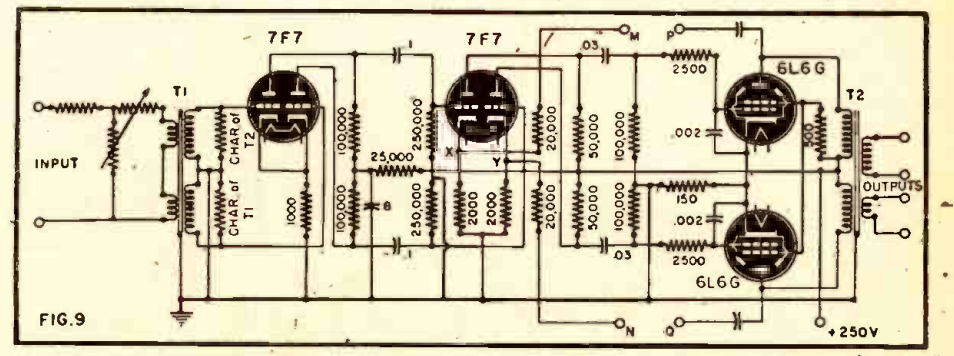 7F7
7F7
M
P
6L6G
T1
.1
.03
2500
T2
INPUT
CHAR. of T2
CHAR. of T1
1000
100,000
100,000
25,000
8
.1
250,000
250,000
X
Y
2000
2000
20,000
20,000
50,000
50,000
100,000
100,000
.03
.002
500
150
.002
2500
OUTPUTS
6L6G
FIG.9
N
Q
+250V